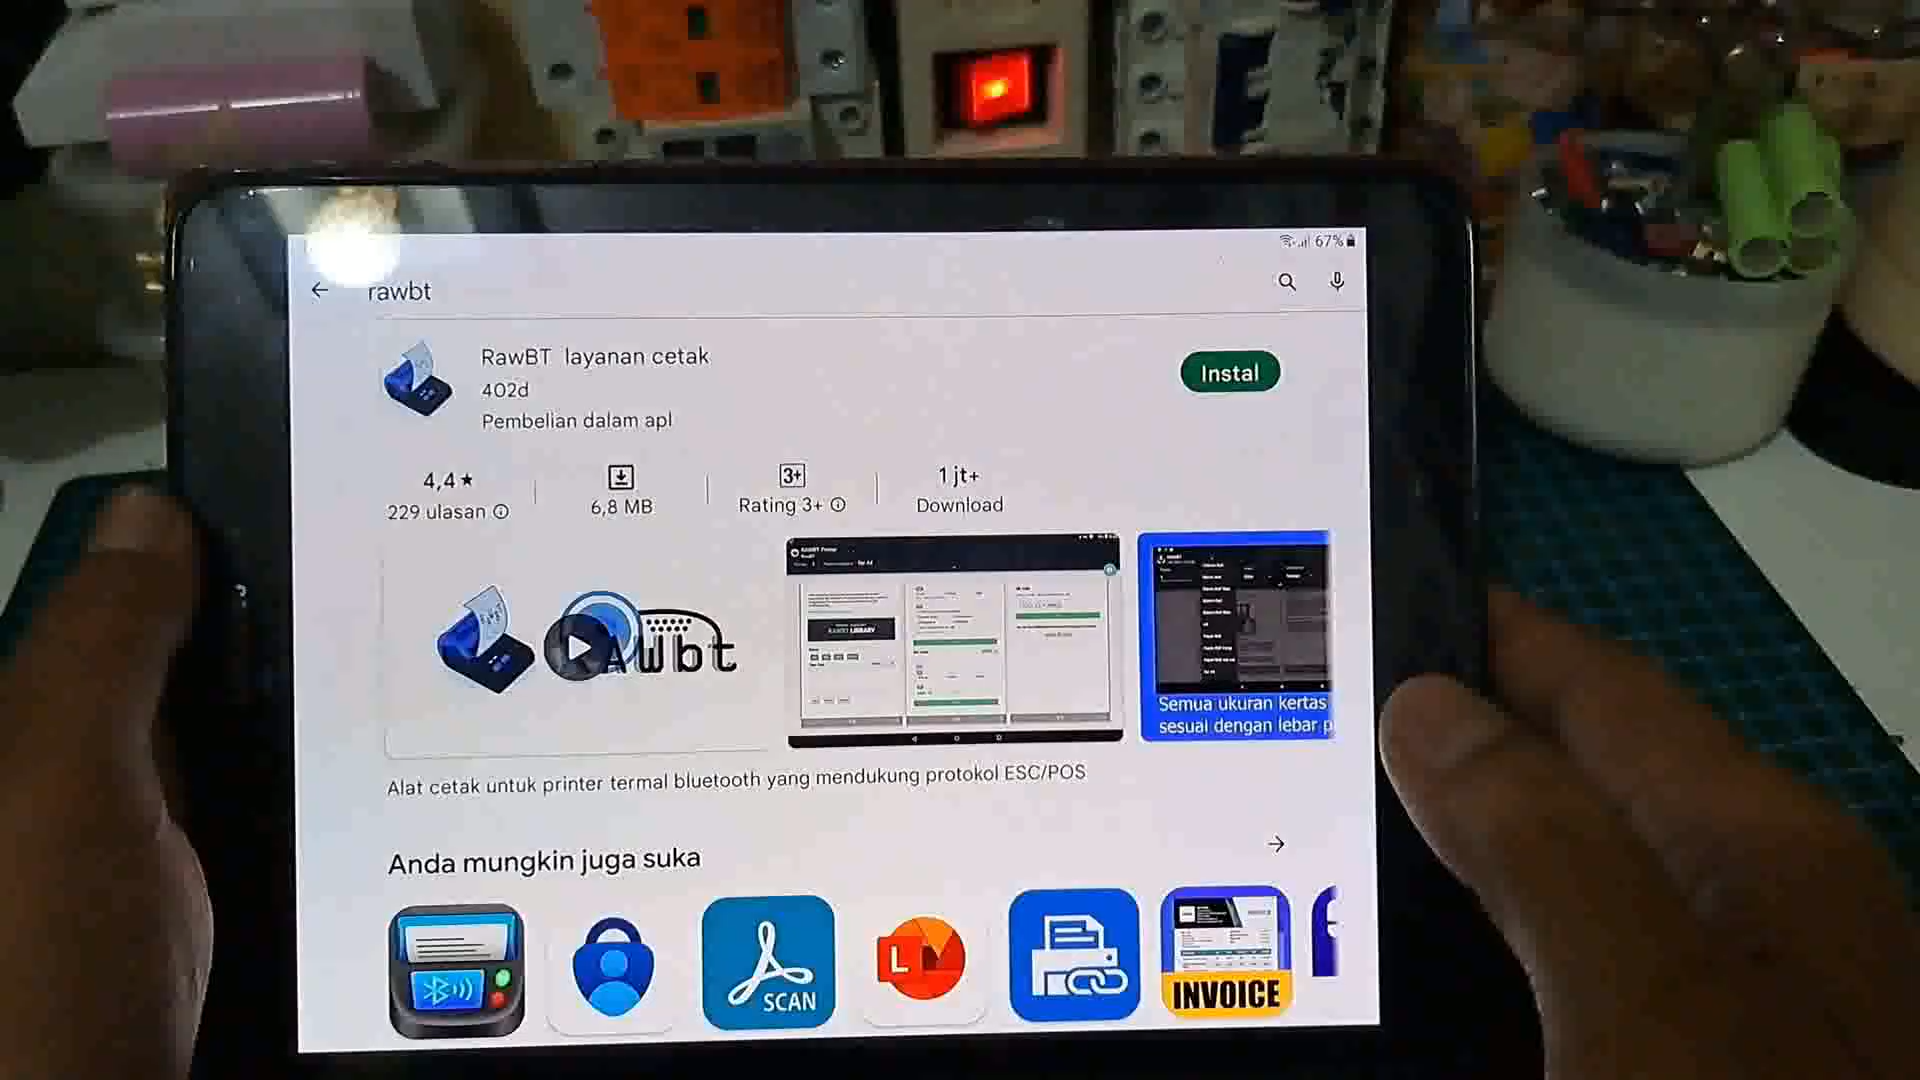 67%
rawbt
RawBT layanan cetak
402d
Pembelian dalam apl
Instal
4,4★
229 ulasan
6,8 MB
3+
Rating 3+
1 jt+
Download
RAWbt
RAWBT LIBRARY
Semua ukuran kertas
sesuai dengan lebar p
Alat cetak untuk printer termal bluetooth yang mendukung protokol ESC/POS
Anda mungkin juga suka
SCAN
L
INVOICE